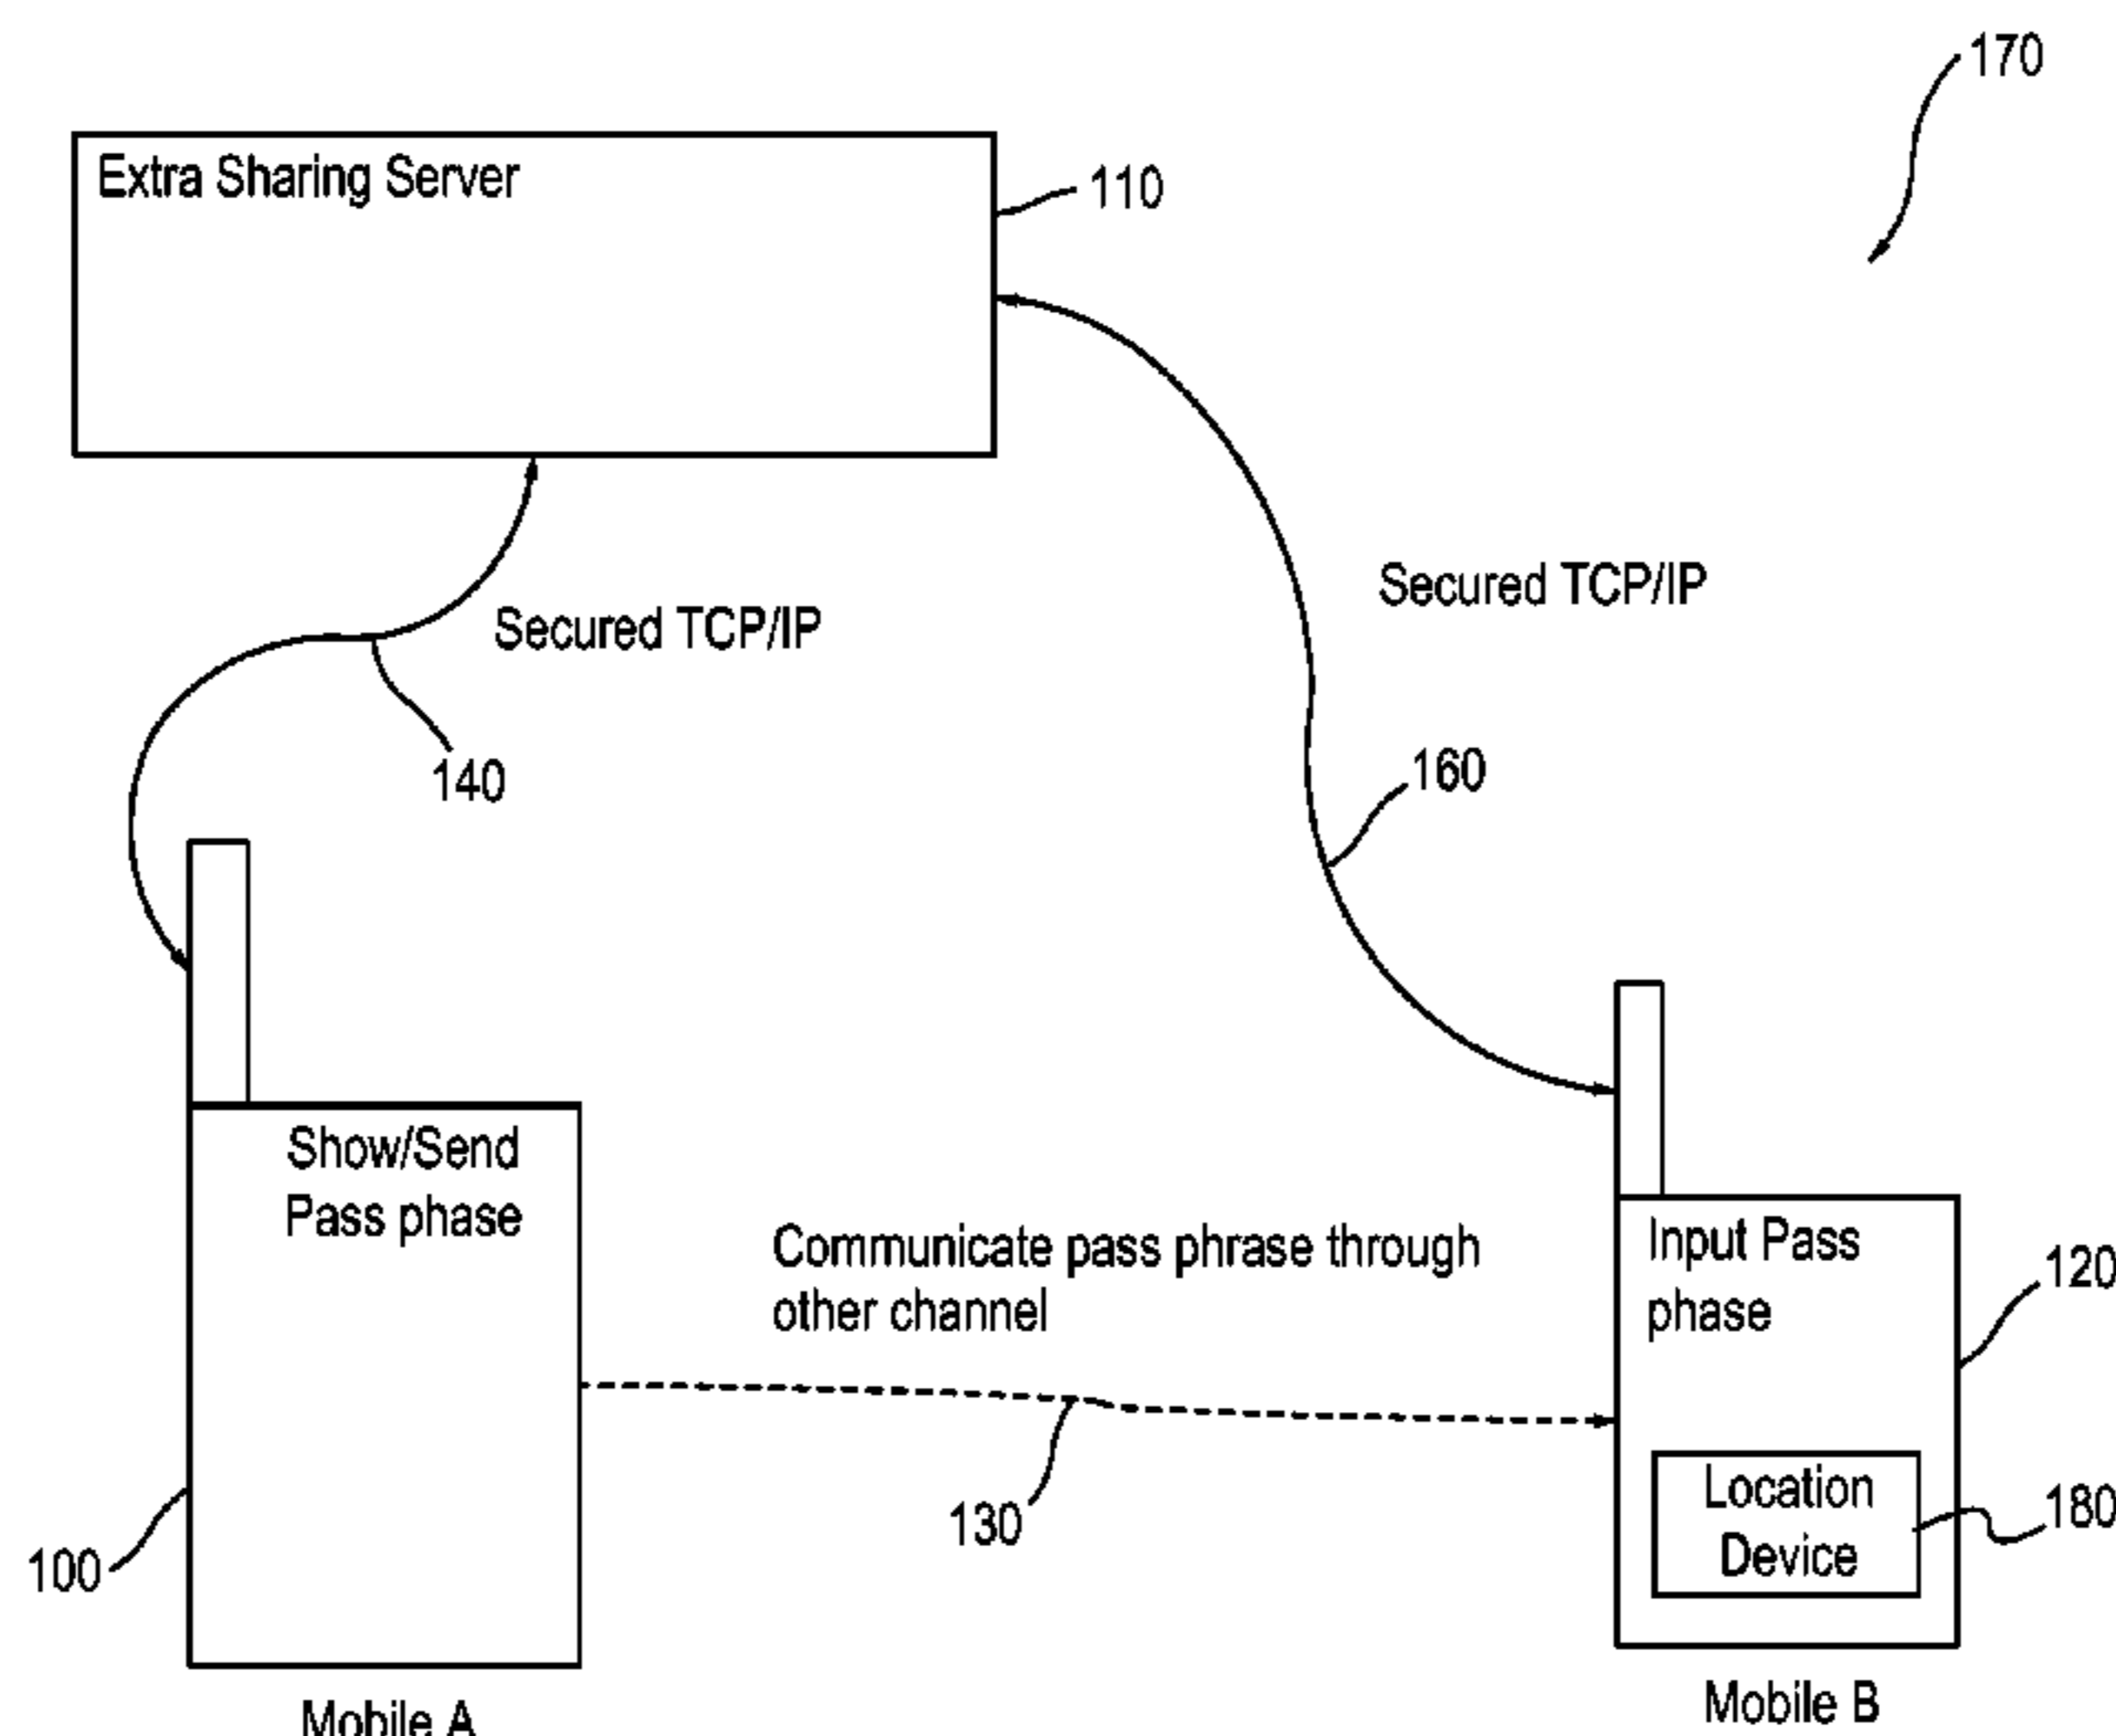 170
Extra Sharing Server
110
Secured TCP/IP
Secured TCP/IP
140
160
Show/Send
Pass phase
Communicate pass phrase through
other channel
Input Pass
phase
120
130
Location
Device
180
100
Mobile A
Mobile B